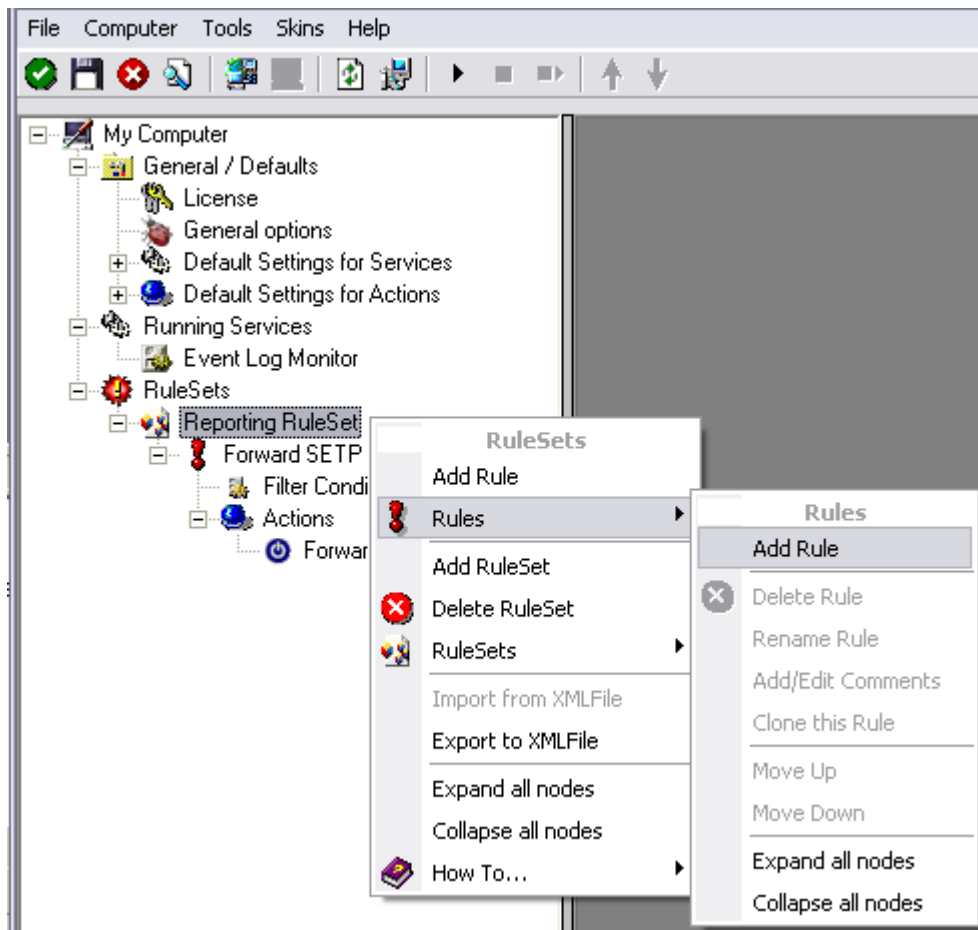 File Computer Tools Skins Help
My Computer
General / Defaults
License
General options
Default Settings for Services
Default Settings for Actions
Running Services
Event Log Monitor
RuleSets
Reporting RuleSet
Forward SETP
Filter Condi
Actions
Forwar
RuleSets
Add Rule
Rules
Add RuleSet
Delete RuleSet
RuleSets
Import from XMLFile
Export to XMLFile
Expand all nodes
Collapse all nodes
How To...
Rules
Add Rule
Delete Rule
Rename Rule
Add/Edit Comments
Clone this Rule
Move Up
Move Down
Expand all nodes
Collapse all nodes